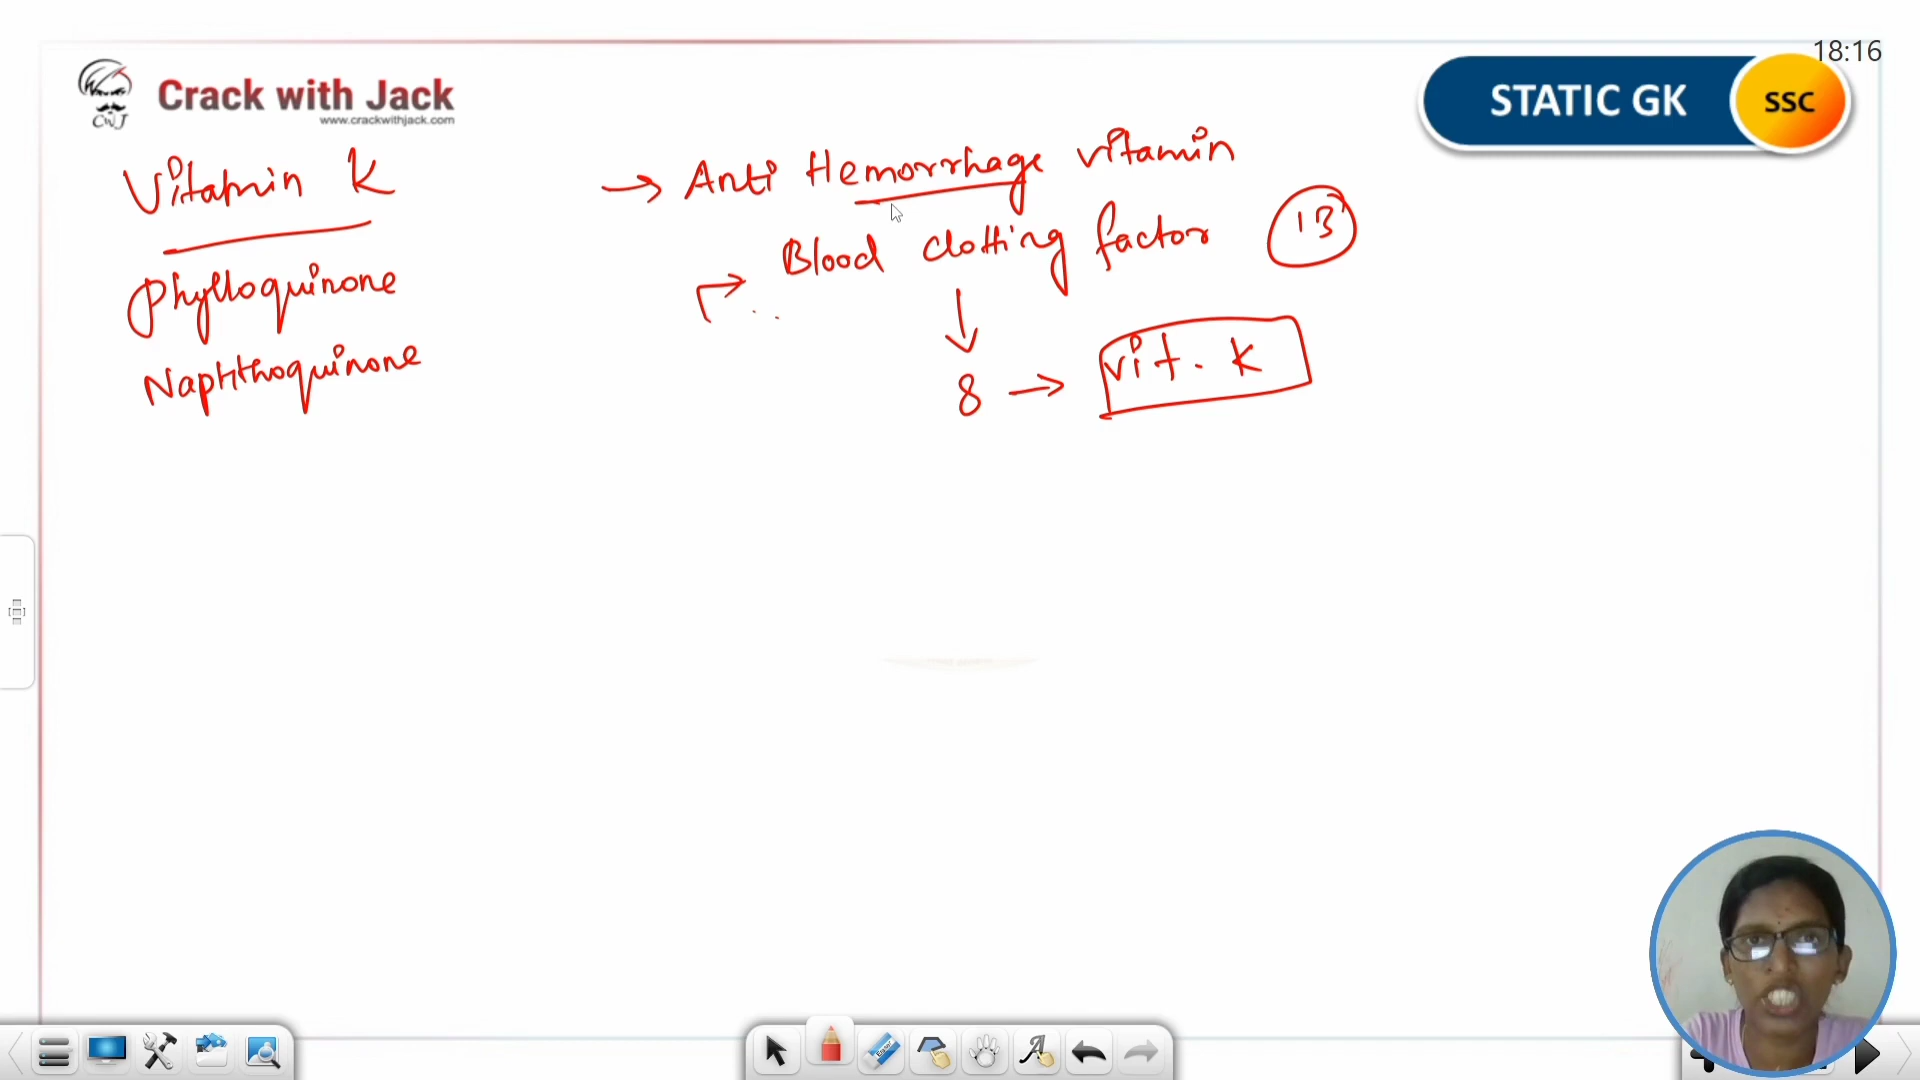 18:16
Crack with Jack
www.crackwithjack.com
CWJ
STATIC GK
SSC
Vitamin K
→ Anti Hemorrhage vitamin
Blood clotting factor 13
Phylloquinone
8 → vit. K
Naphthoquinone